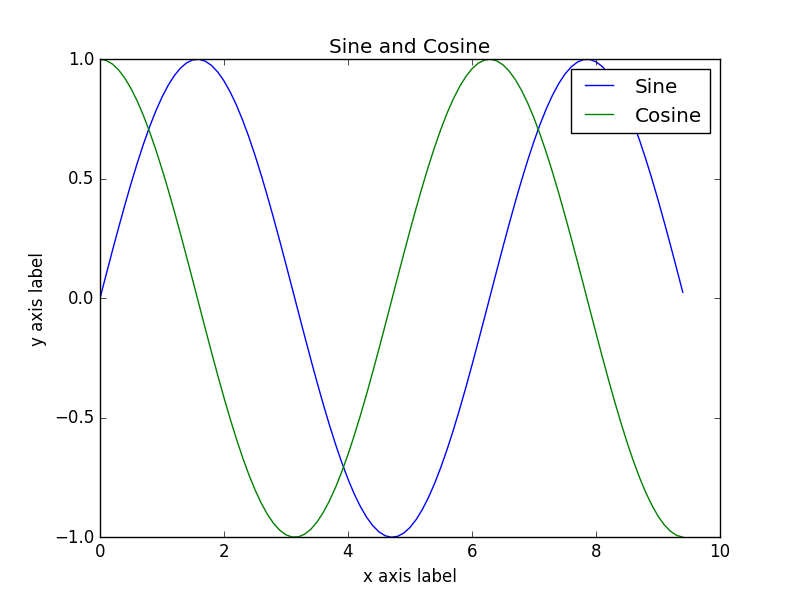 Sine and Cosine
Sine
Cosine
1.0
0.5
0.0
−0.5
−1.0
y axis label
0 2 4 6 8 10
x axis label